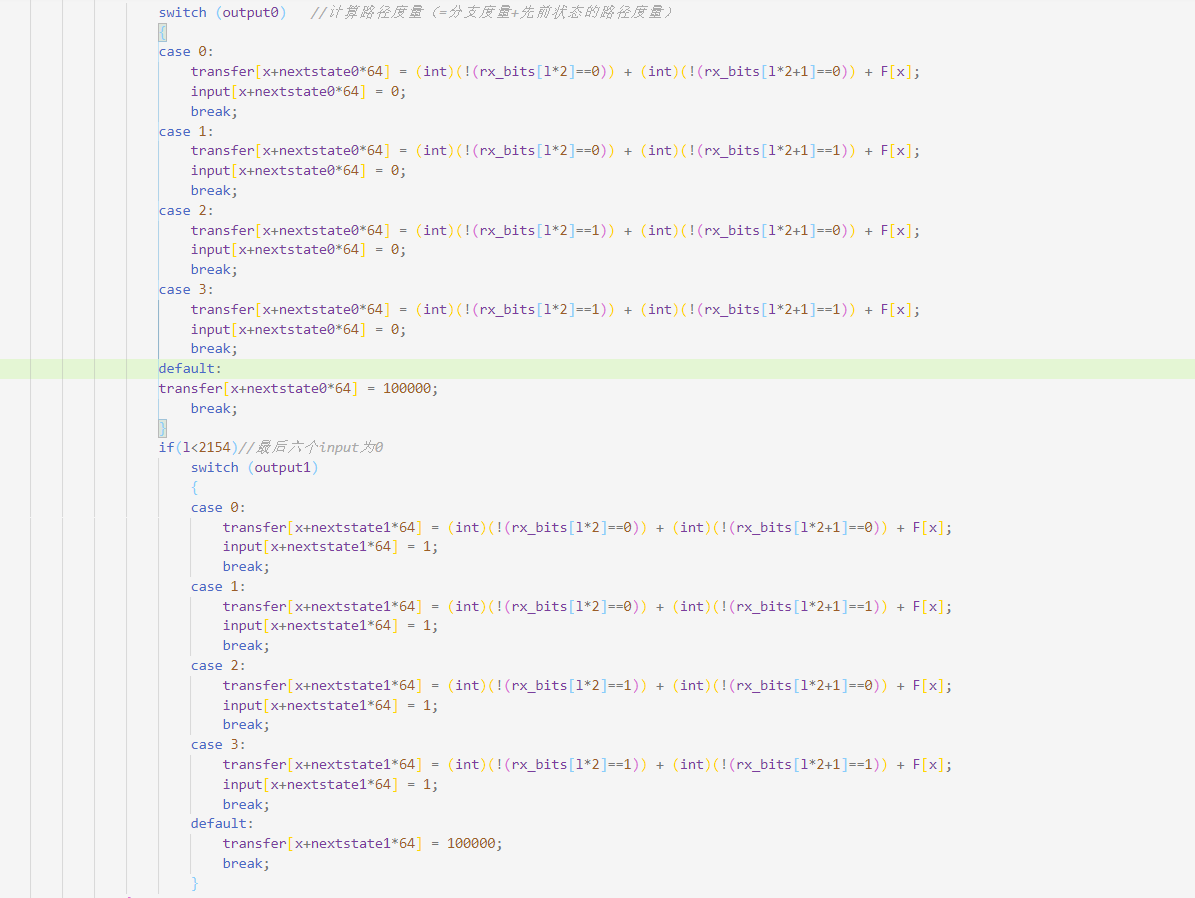 switch (output0)   //计算路径度量（=分支度量+先前状态的路径度量）
{
case 0:
transfer[x+nextstate0*64] = (int)(!(rx_bits[l*2]==0)) + (int)(!(rx_bits[l*2+1]==0)) + F[x];
input[x+nextstate0*64] = 0;
break;
case 1:
transfer[x+nextstate0*64] = (int)(!(rx_bits[l*2]==0)) + (int)(!(rx_bits[l*2+1]==1)) + F[x];
input[x+nextstate0*64] = 0;
break;
case 2:
transfer[x+nextstate0*64] = (int)(!(rx_bits[l*2]==1)) + (int)(!(rx_bits[l*2+1]==0)) + F[x];
input[x+nextstate0*64] = 0;
break;
case 3:
transfer[x+nextstate0*64] = (int)(!(rx_bits[l*2]==1)) + (int)(!(rx_bits[l*2+1]==1)) + F[x];
input[x+nextstate0*64] = 0;
break;
default:
transfer[x+nextstate0*64] = 100000;
break;
}
if(l<2154)//最后六个input为0
switch (output1)
{
case 0:
transfer[x+nextstate1*64] = (int)(!(rx_bits[l*2]==0)) + (int)(!(rx_bits[l*2+1]==0)) + F[x];
input[x+nextstate1*64] = 1;
break;
case 1:
transfer[x+nextstate1*64] = (int)(!(rx_bits[l*2]==0)) + (int)(!(rx_bits[l*2+1]==1)) + F[x];
input[x+nextstate1*64] = 1;
break;
case 2:
transfer[x+nextstate1*64] = (int)(!(rx_bits[l*2]==1)) + (int)(!(rx_bits[l*2+1]==0)) + F[x];
input[x+nextstate1*64] = 1;
break;
case 3:
transfer[x+nextstate1*64] = (int)(!(rx_bits[l*2]==1)) + (int)(!(rx_bits[l*2+1]==1)) + F[x];
input[x+nextstate1*64] = 1;
break;
default:
transfer[x+nextstate1*64] = 100000;
break;
}